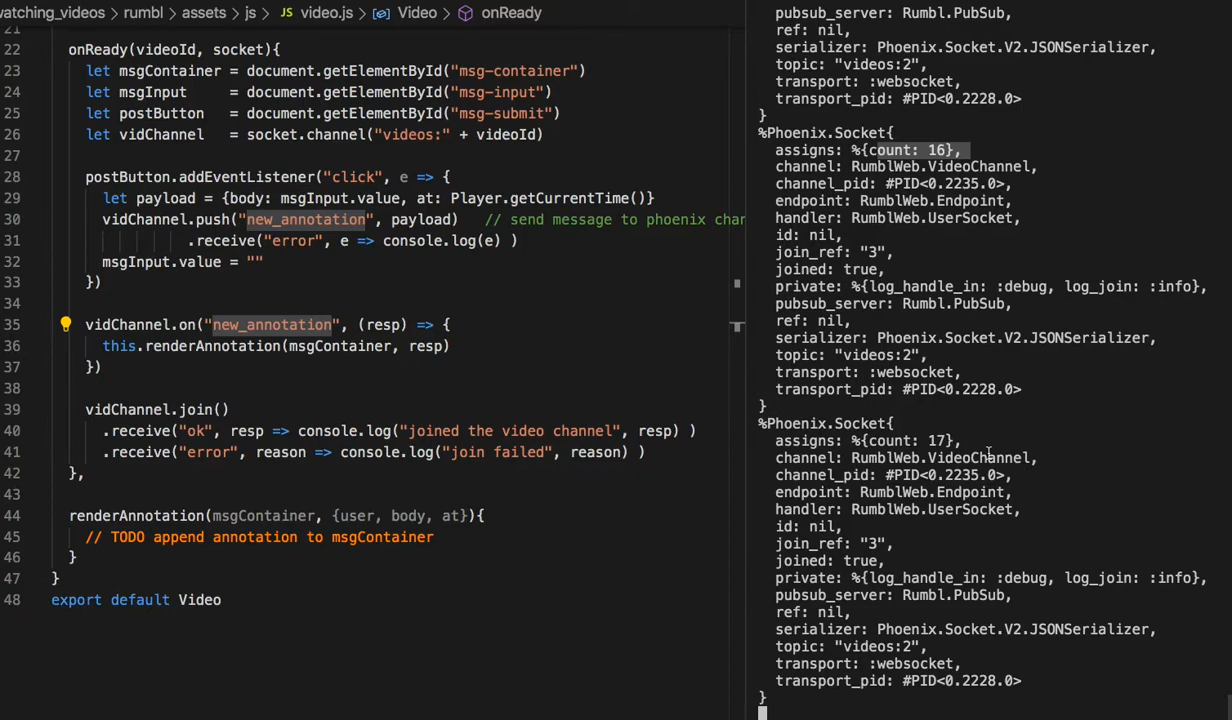 watching_videos > rumbl > assets > js > JS video.js > Video > onReady
21
22 onReady(videoId, socket){
23 let msgContainer = document.getElementById("msg-container")
24 let msgInput = document.getElementById("msg-input")
25 let postButton = document.getElementById("msg-submit")
26 let vidChannel = socket.channel("videos:" + videoId)
27
28 postButton.addEventListener("click", e => {
29 let payload = {body: msgInput.value, at: Player.getCurrentTime()}
30 vidChannel.push("new_annotation", payload) // send message to phoenix chan
31 .receive("error", e => console.log(e) )
32 msgInput.value = ""
33 })
34
35 vidChannel.on("new_annotation", (resp) => {
36 this.renderAnnotation(msgContainer, resp)
37 })
38
39 vidChannel.join()
40 .receive("ok", resp => console.log("joined the video channel", resp) )
41 .receive("error", reason => console.log("join failed", reason) )
42 },
43
44 renderAnnotation(msgContainer, {user, body, at}){
45 // TODO append annotation to msgContainer
46 }
47 }
48 export default Video
pubsub_server: Rumbl.PubSub,
ref: nil,
serializer: Phoenix.Socket.V2.JSONSerializer,
topic: "videos:2",
transport: :websocket,
transport_pid: #PID<0.2228.0>
}
%Phoenix.Socket{
assigns: %{count: 16},
channel: RumblWeb.VideoChannel,
channel_pid: #PID<0.2235.0>,
endpoint: RumblWeb.Endpoint,
handler: RumblWeb.UserSocket,
id: nil,
join_ref: "3",
joined: true,
private: %{log_handle_in: :debug, log_join: :info},
pubsub_server: Rumbl.PubSub,
ref: nil,
serializer: Phoenix.Socket.V2.JSONSerializer,
topic: "videos:2",
transport: :websocket,
transport_pid: #PID<0.2228.0>
}
%Phoenix.Socket{
assigns: %{count: 17},
channel: RumblWeb.VideoChannel,
channel_pid: #PID<0.2235.0>,
endpoint: RumblWeb.Endpoint,
handler: RumblWeb.UserSocket,
id: nil,
join_ref: "3",
joined: true,
private: %{log_handle_in: :debug, log_join: :info},
pubsub_server: Rumbl.PubSub,
ref: nil,
serializer: Phoenix.Socket.V2.JSONSerializer,
topic: "videos:2",
transport: :websocket,
transport_pid: #PID<0.2228.0>
}